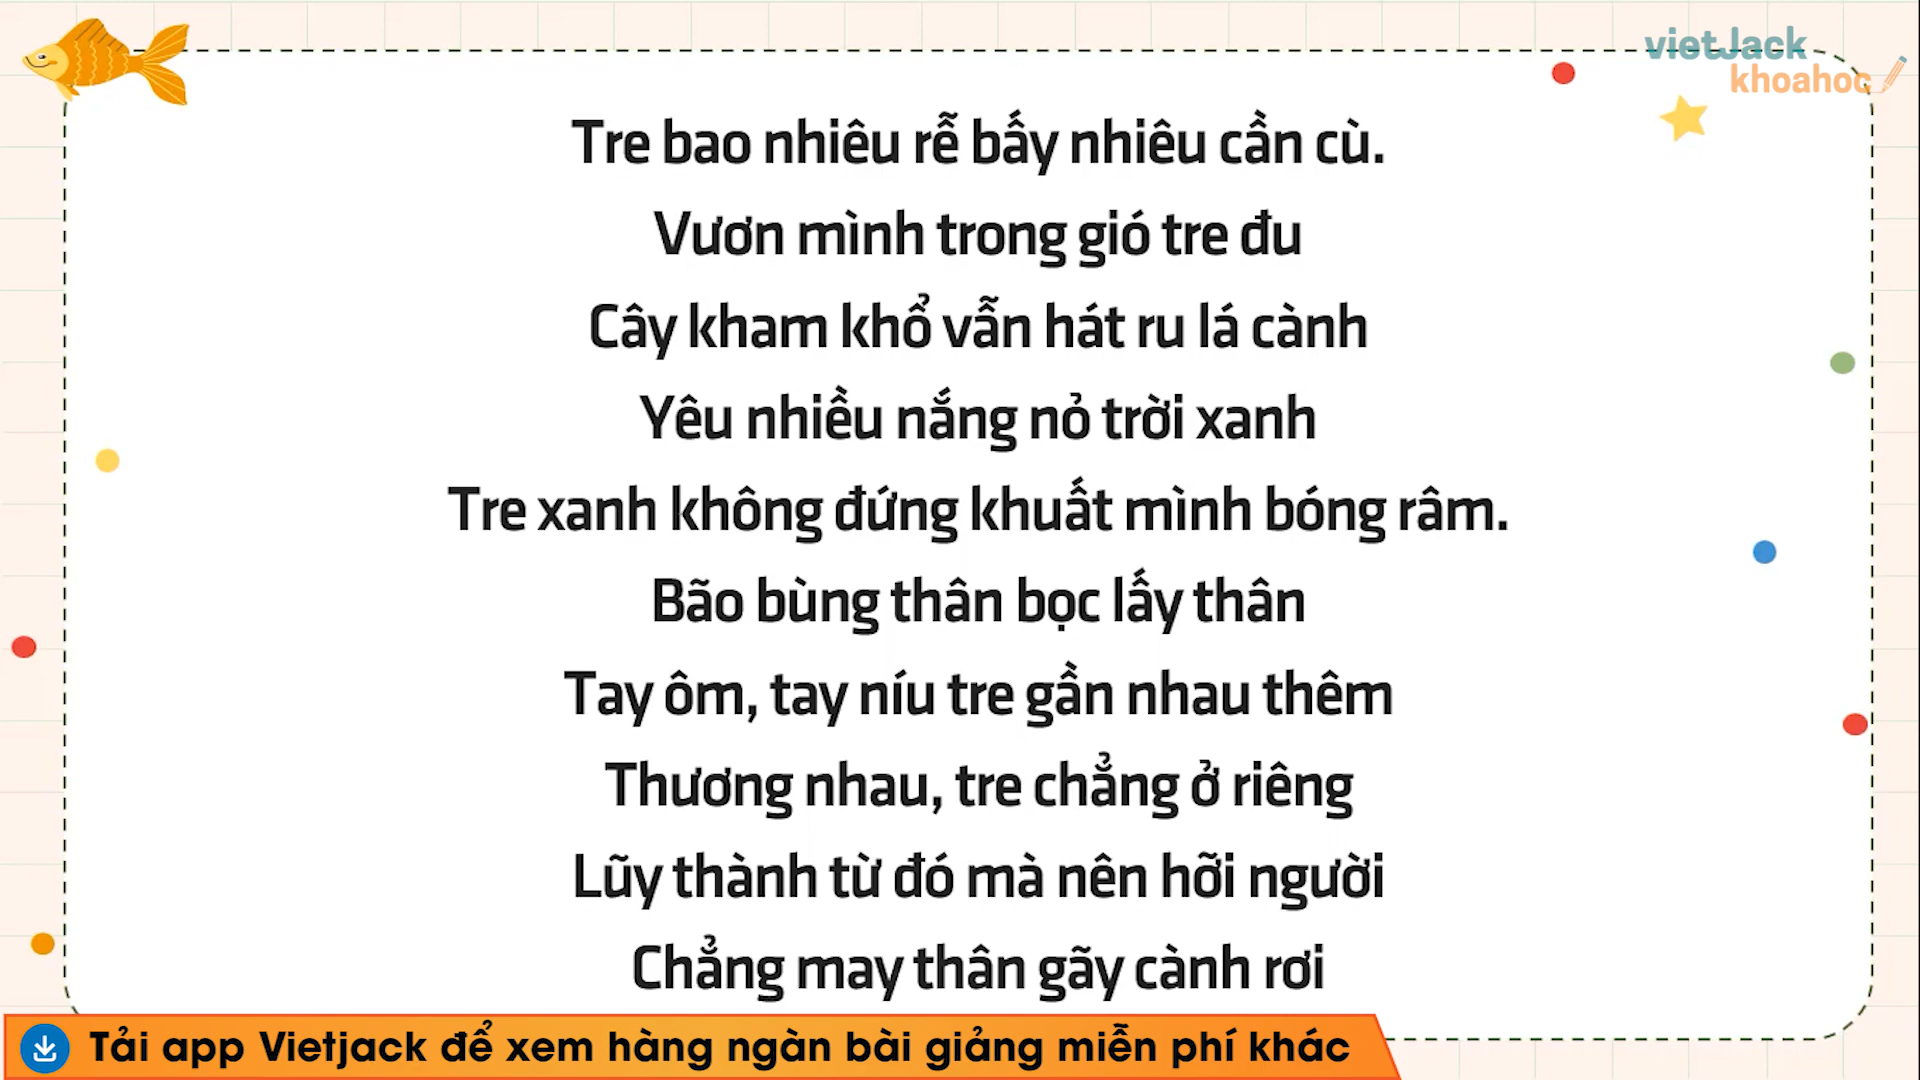 vietJack
khoahoc
Tre bao nhiêu rễ bấy nhiêu cần cù.
Vươn mình trong gió tre đu
Cây kham khổ vẫn hát ru lá cành
Yêu nhiều nắng nỏ trời xanh
Tre xanh không đứng khuất mình bóng râm.
Bão bùng thân bọc lấy thân
Tay ôm, tay níu tre gần nhau thêm
Thương nhau, tre chẳng ở riêng
Lũy thành từ đó mà nên hỡi người
Chẳng may thân gãy cành rơi
Tải app Vietjack để xem hàng ngàn bài giảng miễn phí khác